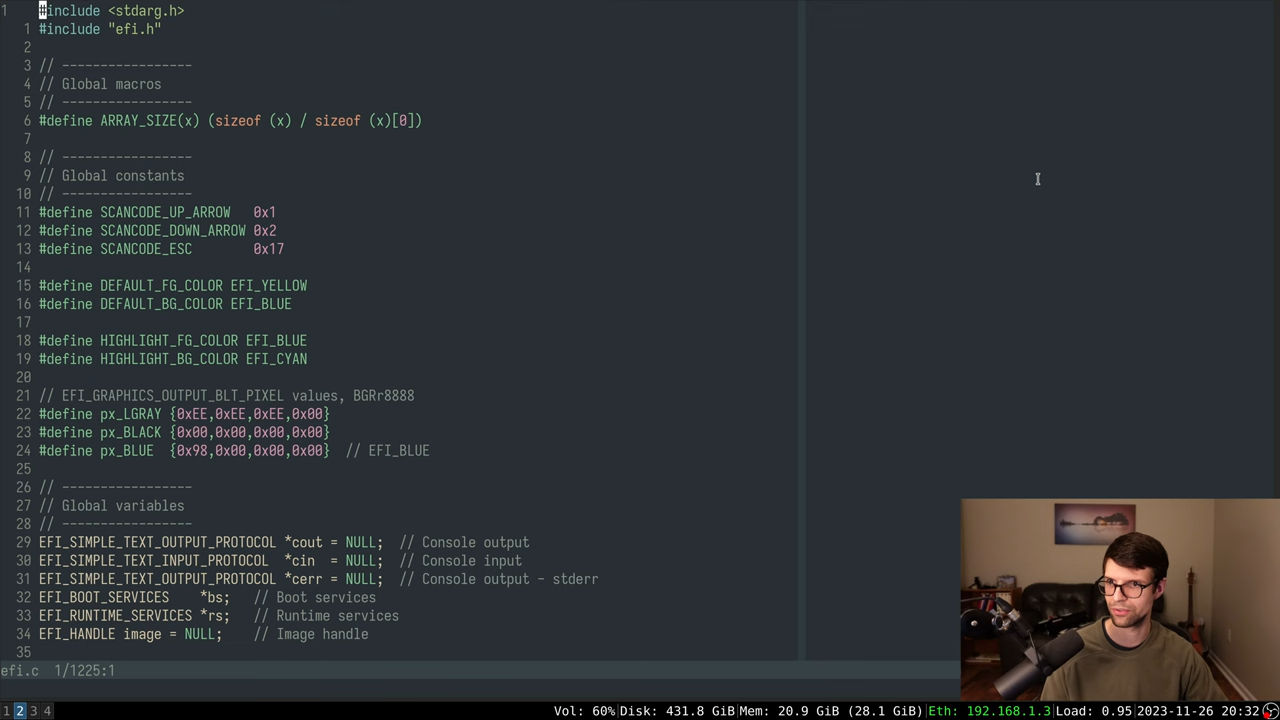 1   #include <stdarg.h>
1 #include "efi.h"
2
3 // -----------------
4 // Global macros
5 // -----------------
6 #define ARRAY_SIZE(x) (sizeof (x) / sizeof (x)[0])
7
8 // -----------------
9 // Global constants
10 // -----------------
11 #define SCANCODE_UP_ARROW   0x1
12 #define SCANCODE_DOWN_ARROW 0x2
13 #define SCANCODE_ESC        0x17
14
15 #define DEFAULT_FG_COLOR EFI_YELLOW
16 #define DEFAULT_BG_COLOR EFI_BLUE
17
18 #define HIGHLIGHT_FG_COLOR EFI_BLUE
19 #define HIGHLIGHT_BG_COLOR EFI_CYAN
20
21 // EFI_GRAPHICS_OUTPUT_BLT_PIXEL values, BGRr8888
22 #define px_LGRAY {0xEE,0xEE,0xEE,0x00}
23 #define px_BLACK {0x00,0x00,0x00,0x00}
24 #define px_BLUE  {0x98,0x00,0x00,0x00}  // EFI_BLUE
25
26 // -----------------
27 // Global variables
28 // -----------------
29 EFI_SIMPLE_TEXT_OUTPUT_PROTOCOL *cout = NULL;  // Console output
30 EFI_SIMPLE_TEXT_INPUT_PROTOCOL *cin  = NULL;  // Console input
31 EFI_SIMPLE_TEXT_OUTPUT_PROTOCOL *cerr = NULL;  // Console output - stderr
32 EFI_BOOT_SERVICES    *bs;   // Boot services
33 EFI_RUNTIME_SERVICES *rs;   // Runtime services
34 EFI_HANDLE image = NULL;    // Image handle
35
efi.c  1/1225:1
1 2 3 4 Vol: 60%|Disk: 431.8 GiB|Mem: 20.9 GiB (28.1 GiB)|Eth: 192.168.1.3|Load: 0.95|2023-11-26 20:32